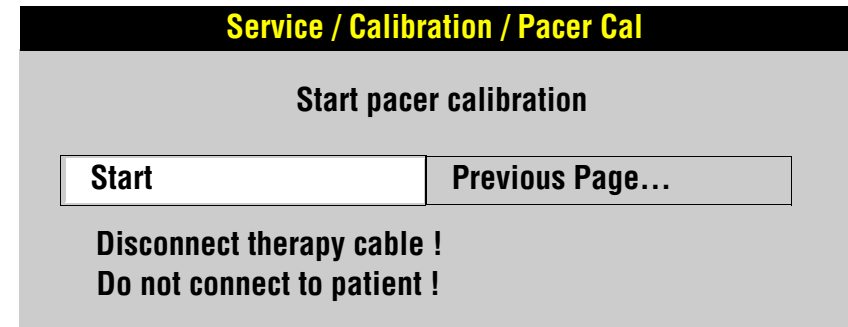 Service / Calibration / Pacer Cal
Start pacer calibration
Start Previous Page...
Disconnect therapy cable !
Do not connect to patient !